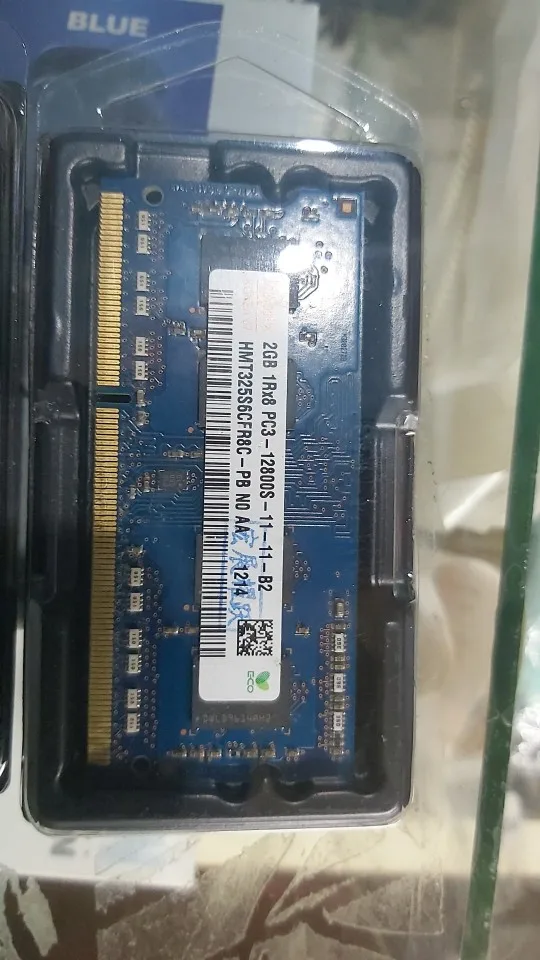 BLUE
2GB 1Rx8 PC3-12800S-11-11-B2
HMT325S6CFR8C-PB N0 AA 1214
ECO